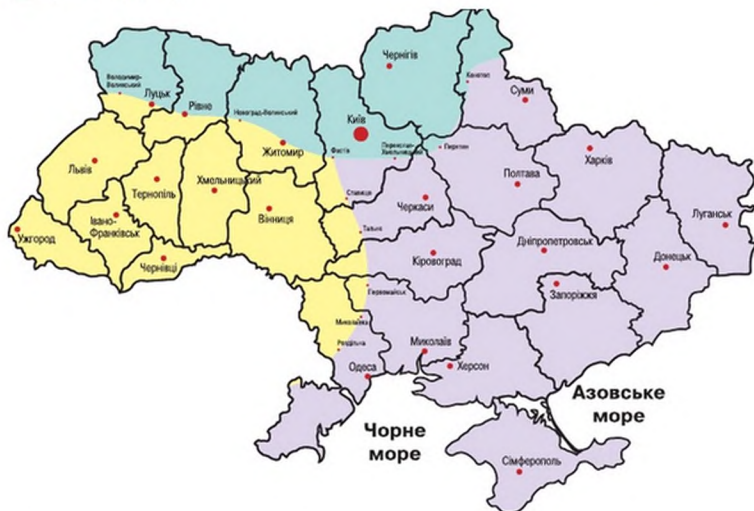 Чернігів
Володимир-
Волинський
Луцьк
Рівне
Новоград-Волинський
Київ
Конотоп
Суми
Житомир
Фастів
Переяслав-
Хмельницький
Пирятин
Харків
Львів
Тернопіль
Хмельницький
Вінниця
Ставище
Черкаси
Полтава
Луганськ
Ужгород
Івано-
Франківськ
Чернівці
Тальне
Кіровоград
Дніпропетровськ
Донецьк
Запоріжжя
Первомайськ
Миколаївка
Роздільна
Миколаїв
Одеса
Херсон
Азовське
море
Чорне
море
Сімферополь